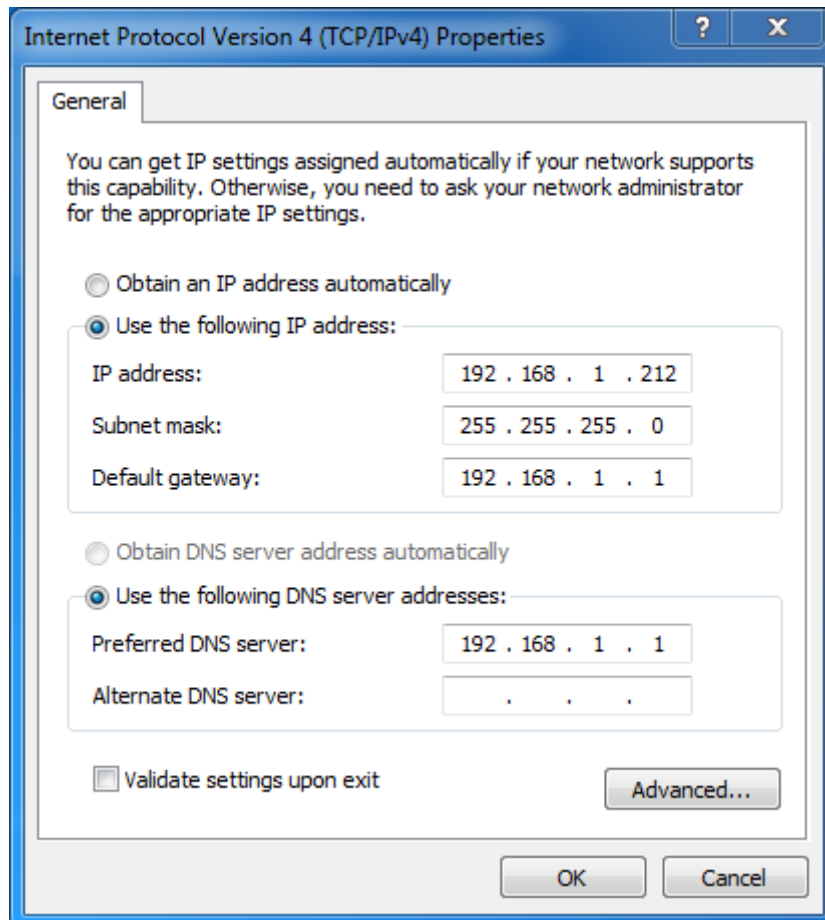 Internet Protocol Version 4 (TCP/IPv4) Properties
?
X
General
You can get IP settings assigned automatically if your network supports
this capability. Otherwise, you need to ask your network administrator
for the appropriate IP settings.
Obtain an IP address automatically
Use the following IP address:
IP address: 192 . 168 . 1 . 212
Subnet mask: 255 . 255 . 255 . 0
Default gateway: 192 . 168 . 1 . 1
Obtain DNS server address automatically
Use the following DNS server addresses:
Preferred DNS server: 192 . 168 . 1 . 1
Alternate DNS server: . . .
Validate settings upon exit
Advanced...
OK Cancel